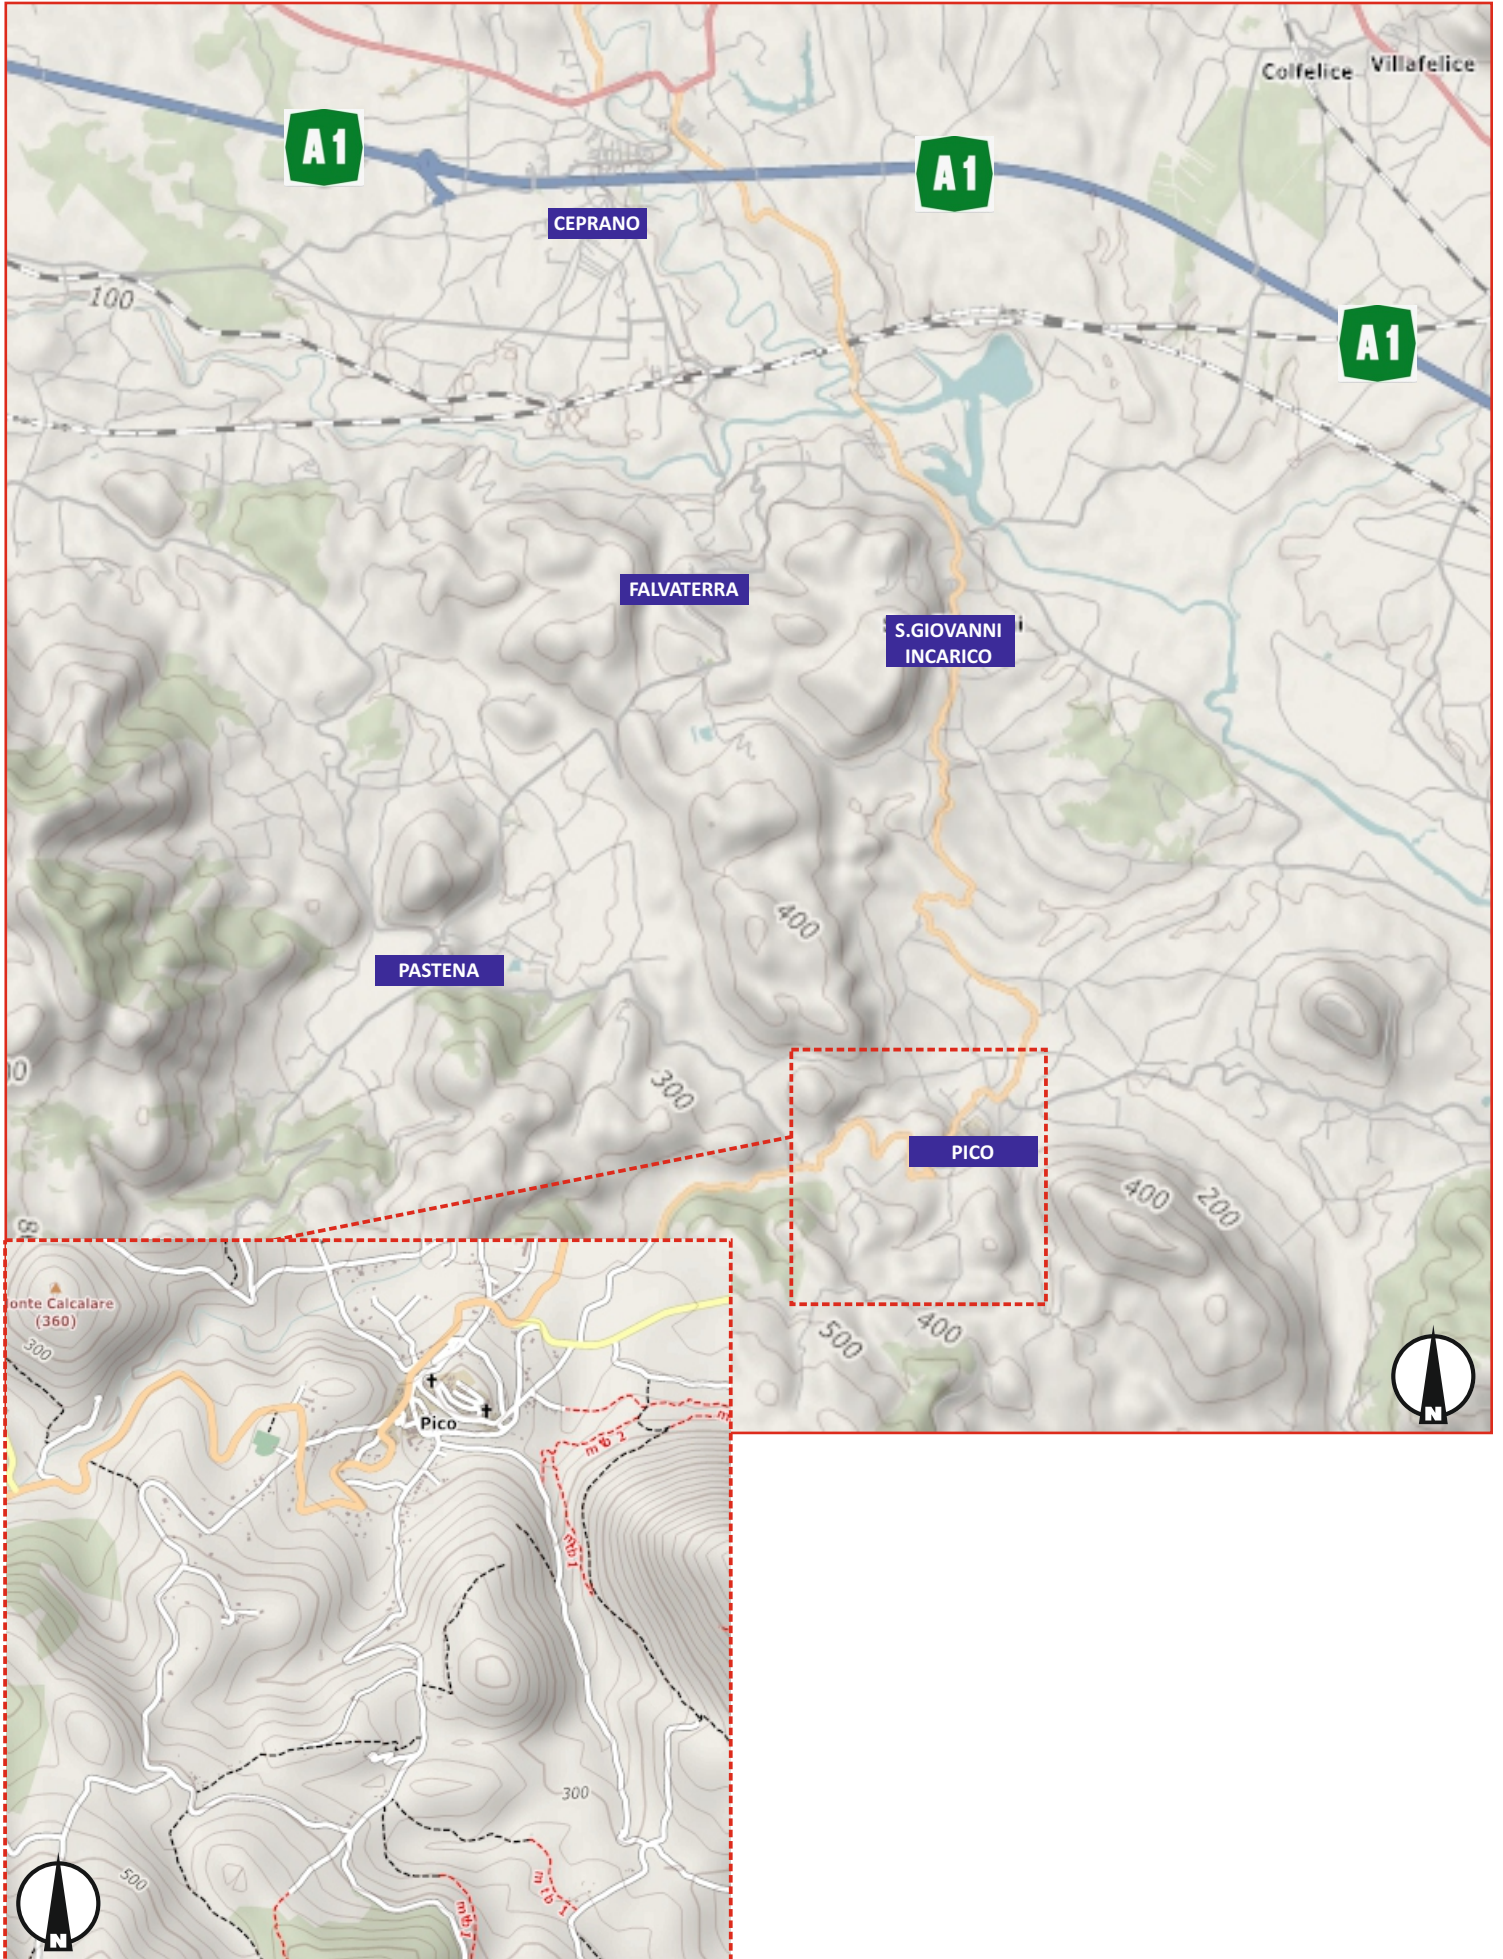 Colfelice
Villafelice
A1
A1
CEPRANO
100
A1
FALVATERRA
S.GIOVANNI
INCARICO
400
PASTENA
300
PICO
400
200
500
400
N
onte Calcalare
(360)
300
Pico
mtb 2
mtb 1
300
500
mtb 1
mtb 1
N